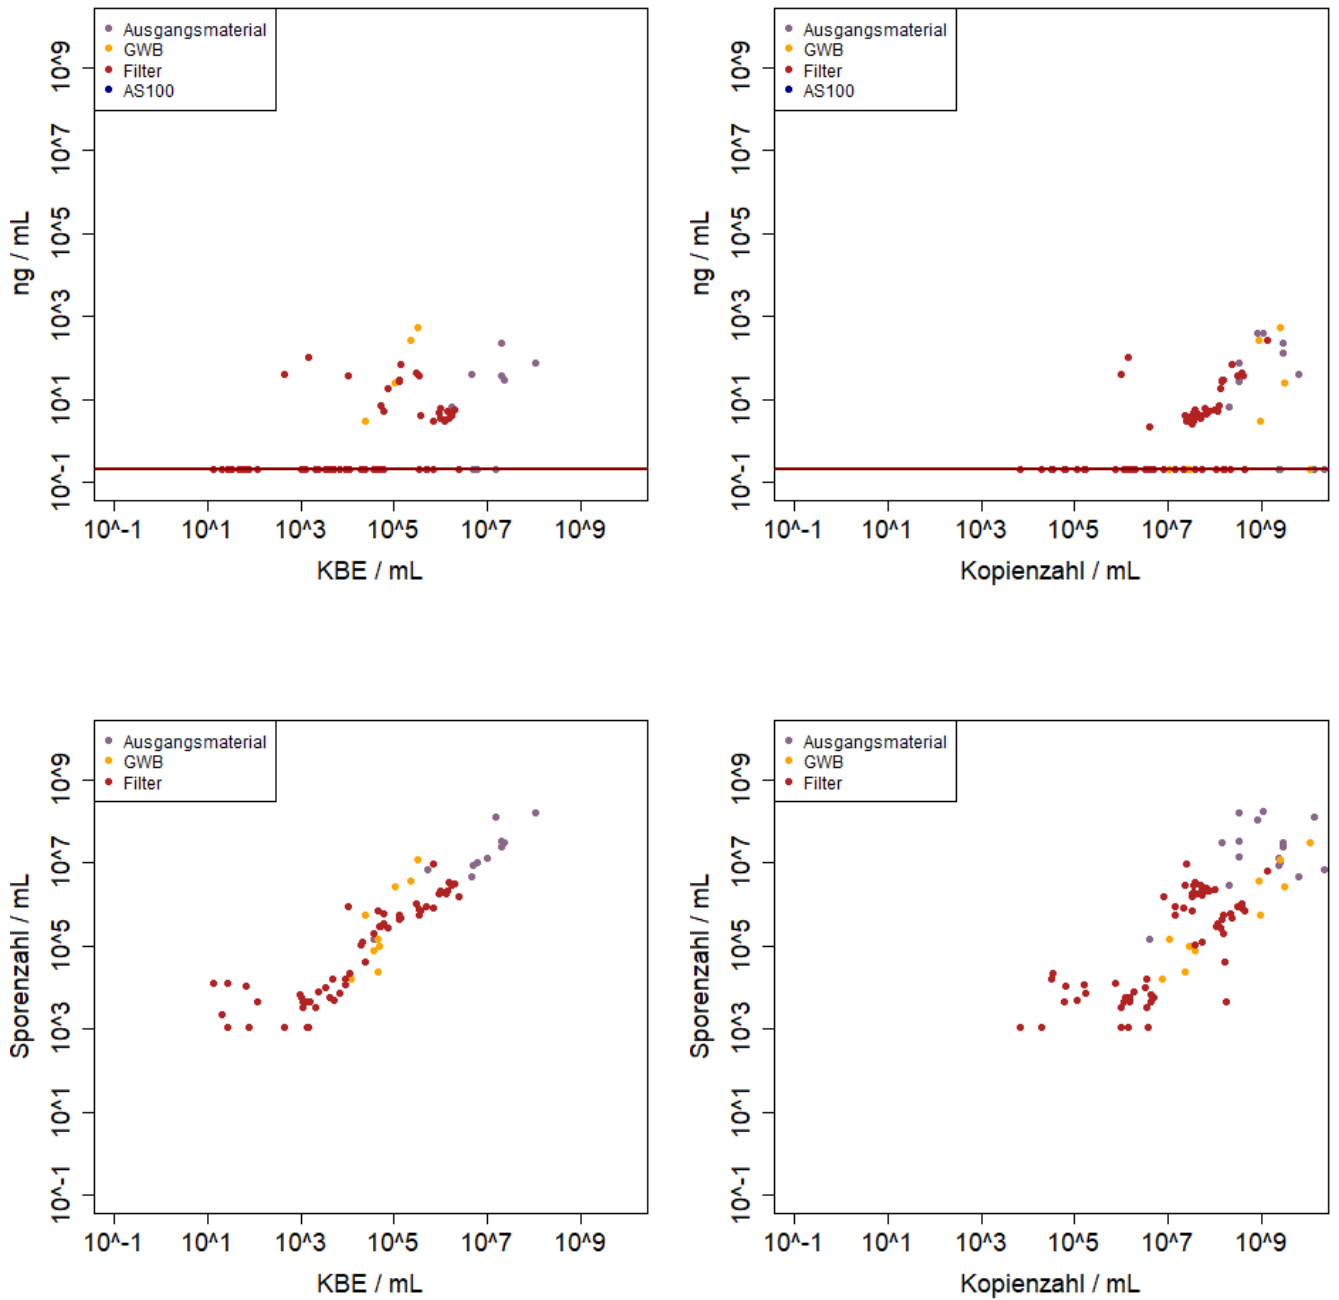 Ausgangsmaterial
GWB
Filter
AS100
10^9
10^7
10^5
10^3
10^1
10^-1
ng / mL
10^-1 10^1 10^3 10^5 10^7 10^9
KBE / mL
Ausgangsmaterial
GWB
Filter
AS100
10^9
10^7
10^5
10^3
10^1
10^-1
ng / mL
10^-1 10^1 10^3 10^5 10^7 10^9
Kopienzahl / mL
Ausgangsmaterial
GWB
Filter
10^9
10^7
10^5
10^3
10^1
10^-1
Sporenzahl / mL
10^-1 10^1 10^3 10^5 10^7 10^9
KBE / mL
Ausgangsmaterial
GWB
Filter
10^9
10^7
10^5
10^3
10^1
10^-1
Sporenzahl / mL
10^-1 10^1 10^3 10^5 10^7 10^9
Kopienzahl / mL